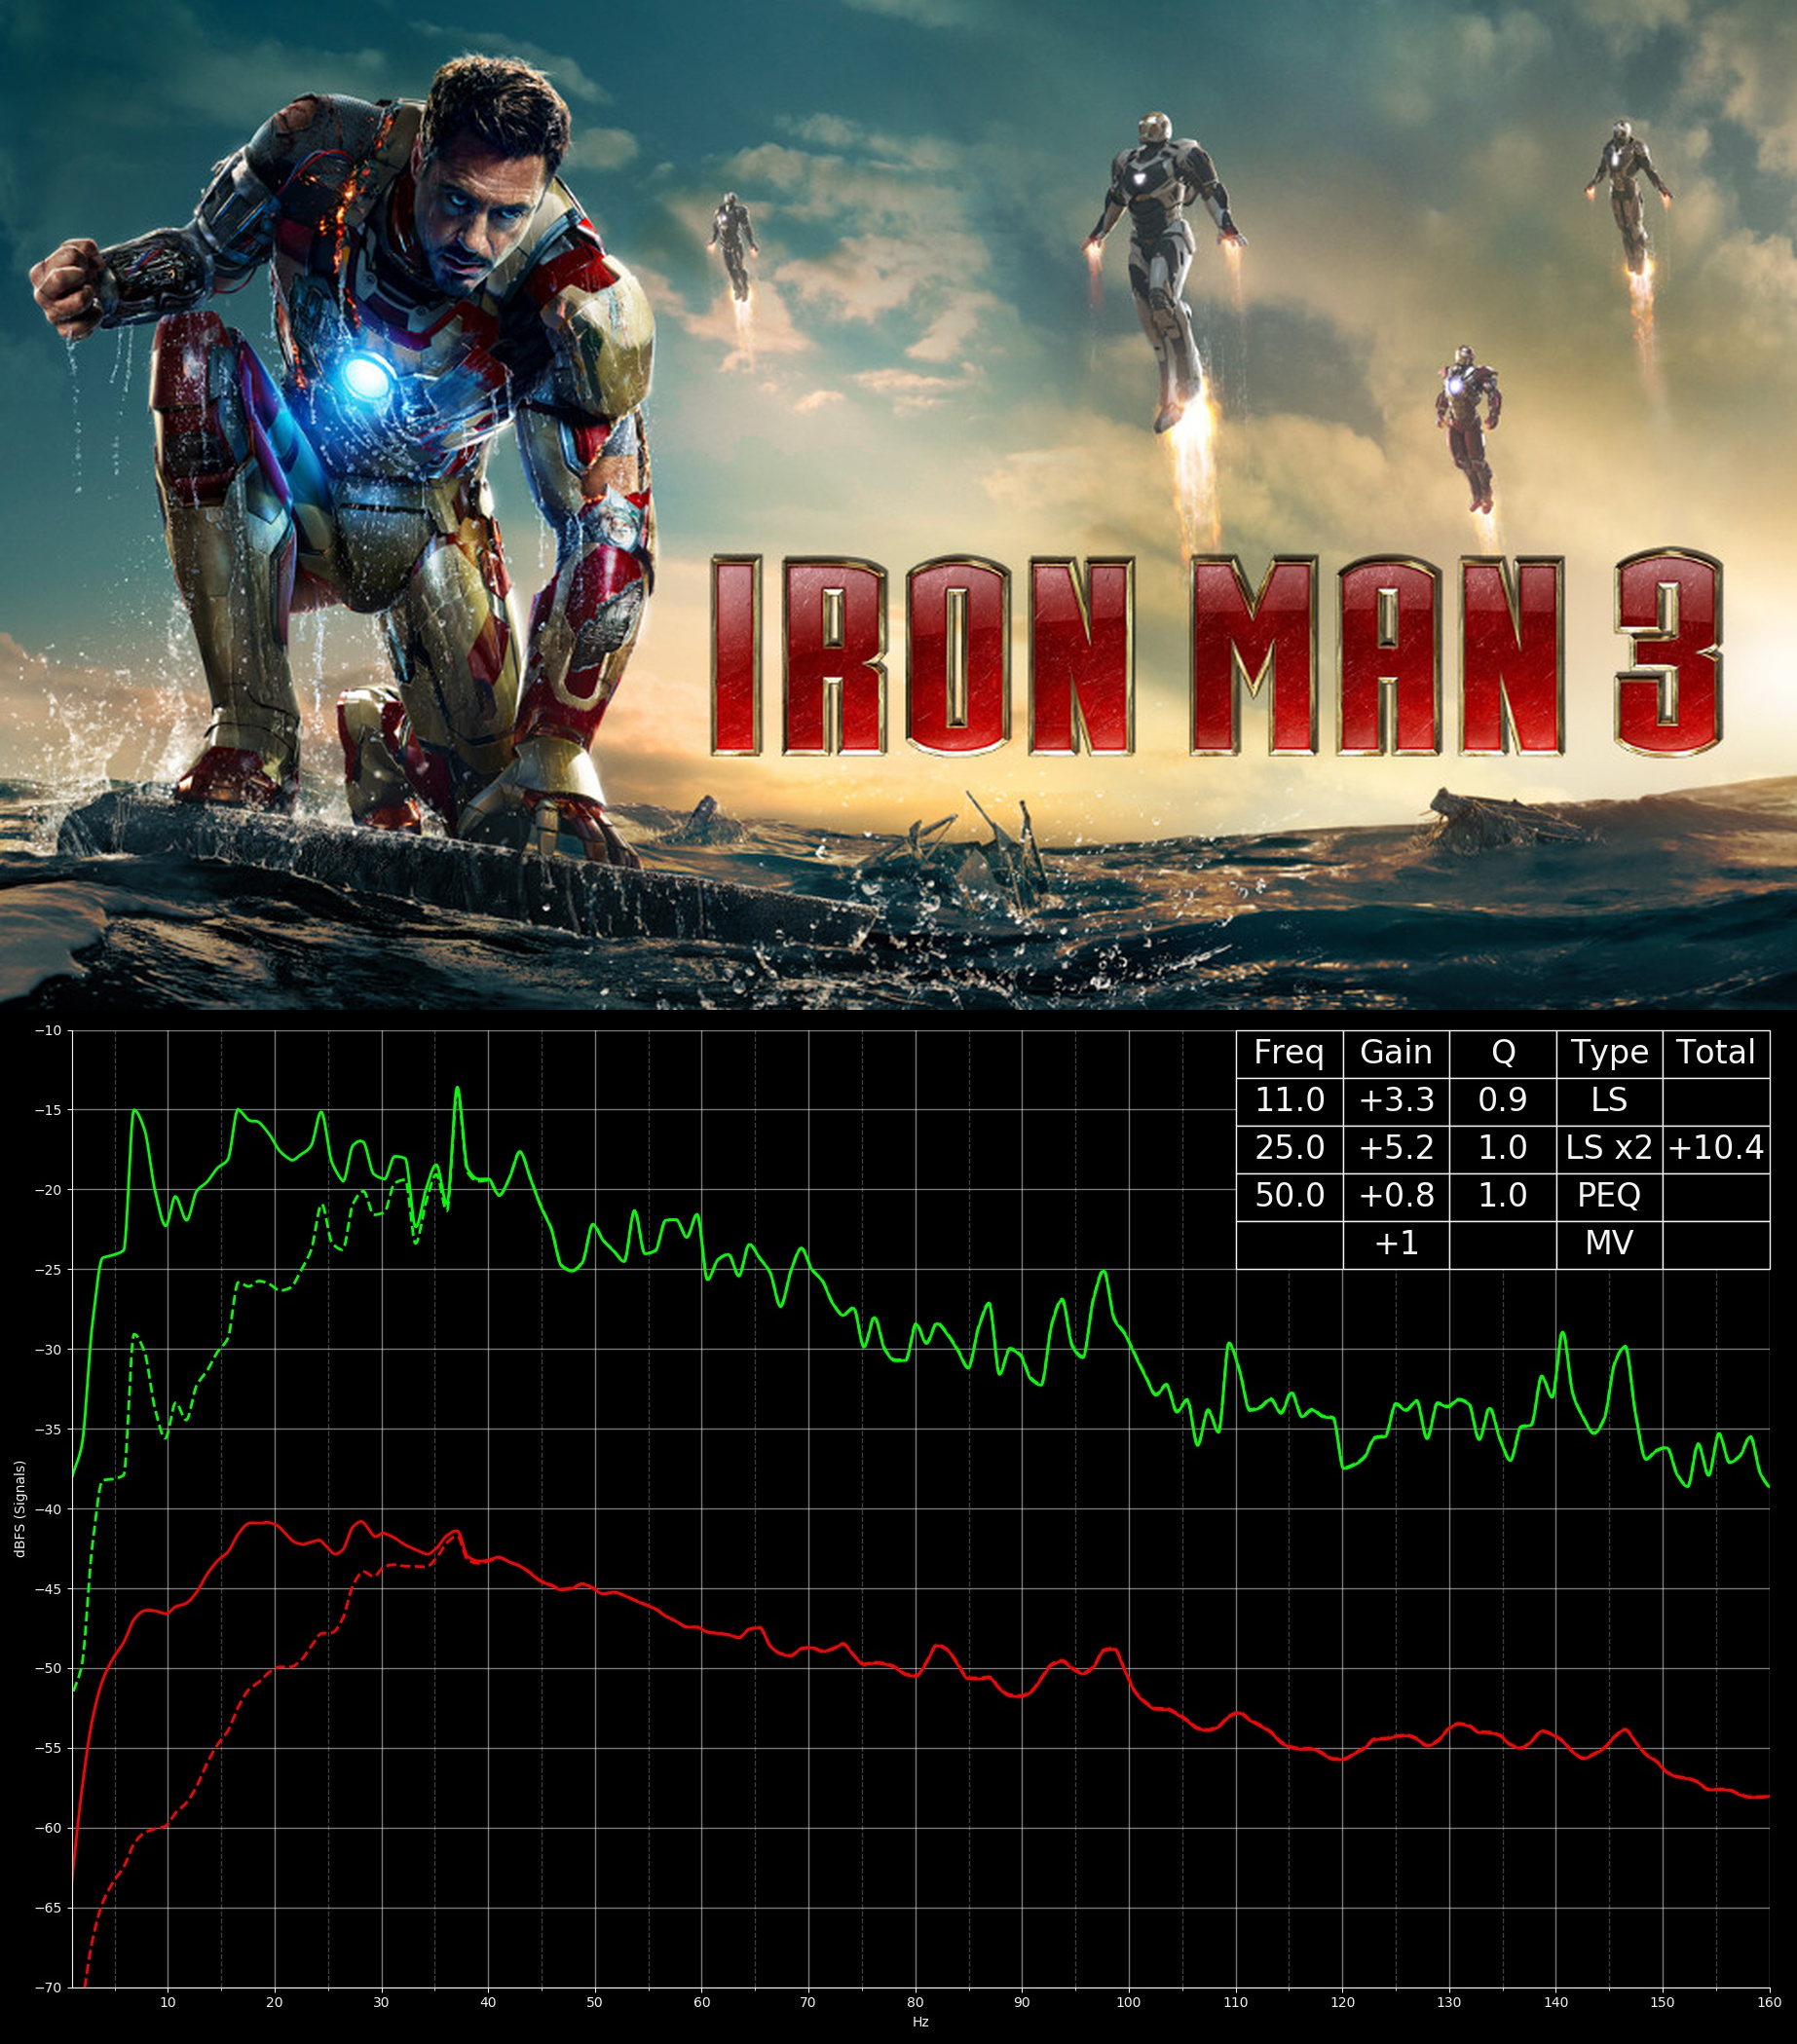 IRON MAN 3
−10
−15
−20
−25
−30
−35
−40
−45
−50
−55
−60
−65
−70
dBFS (Signals)
Freq Gain Q Type Total
11.0 +3.3 0.9 LS
25.0 +5.2 1.0 LS x2 +10.4
50.0 +0.8 1.0 PEQ
+1 MV
10 20 30 40 50 60 70 80 90 100 110 120 130 140 150 160
Hz